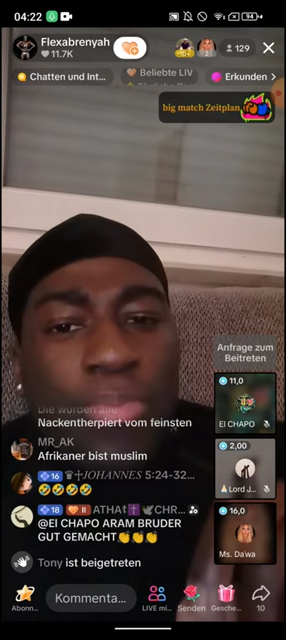 04:22
94
Flexabrenyah
11.7K
129
Chatten und Int...
Beliebte LIV
Erkunden >
big match Zeitplan
Anfrage zum
Beitreten
11,0
El CHAPO
2,00
Lord J...
16,0
Ms. Da'wa
Die wurden alle
Nackentherpiert vom feinsten
MR_AK
Afrikaner bist muslim
16 JOHANNES 5:24-32...
🤣🤣🤣🤣
18 II ATHA‡✝️🕊️CHR...
@El CHAPO ARAM BRUDER
GUT GEMACHT👏👏👏
Tony ist beigetreten
Abonn...
Kommenta...
LIVE mi...
Senden
Gesche...
10